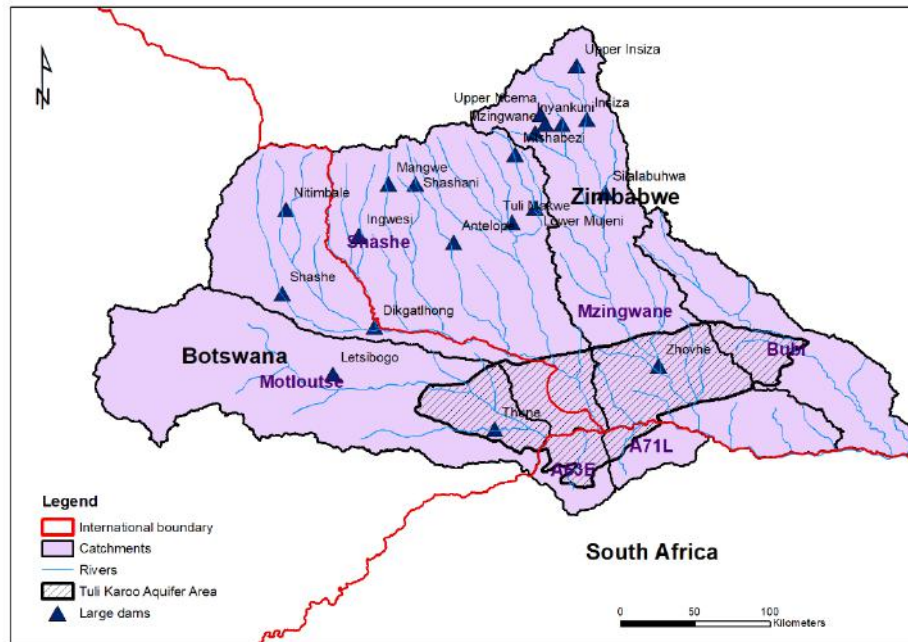 N
Upper Insiza
Upper Ncema
Inyankuni
Insiza
Mzingwane
Mtshabezi
Mangwe
Shashani
Silalabuhwa
Zimbabwe
Nitimbale
Tuli Makwe
Lower Mujeni
Ingwesi
Antelope
Shashe
Shashe
Dikgatlhong
Mzingwane
Botswana
Letsibogo
Zhovhe
Bubi
Motloutse
Thune
A71L
A63E
Legend
International boundary
Catchments
Rivers
Tuli Karoo Aquifer Area
Large dams
South Africa
0 50 100
Kilometers